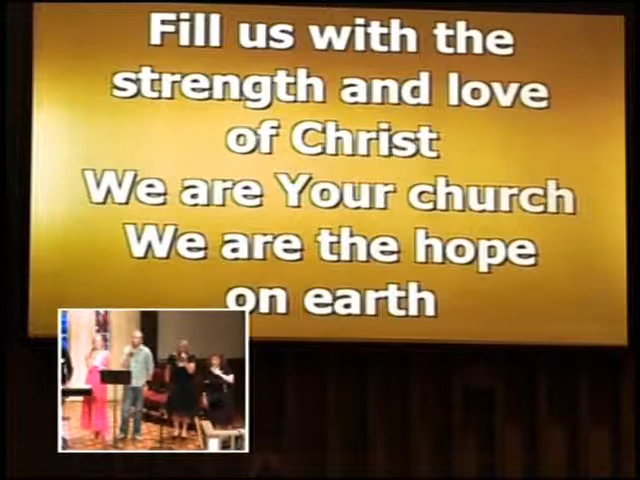 Fill us with the
strength and love
of Christ
We are Your church
We are the hope
on earth